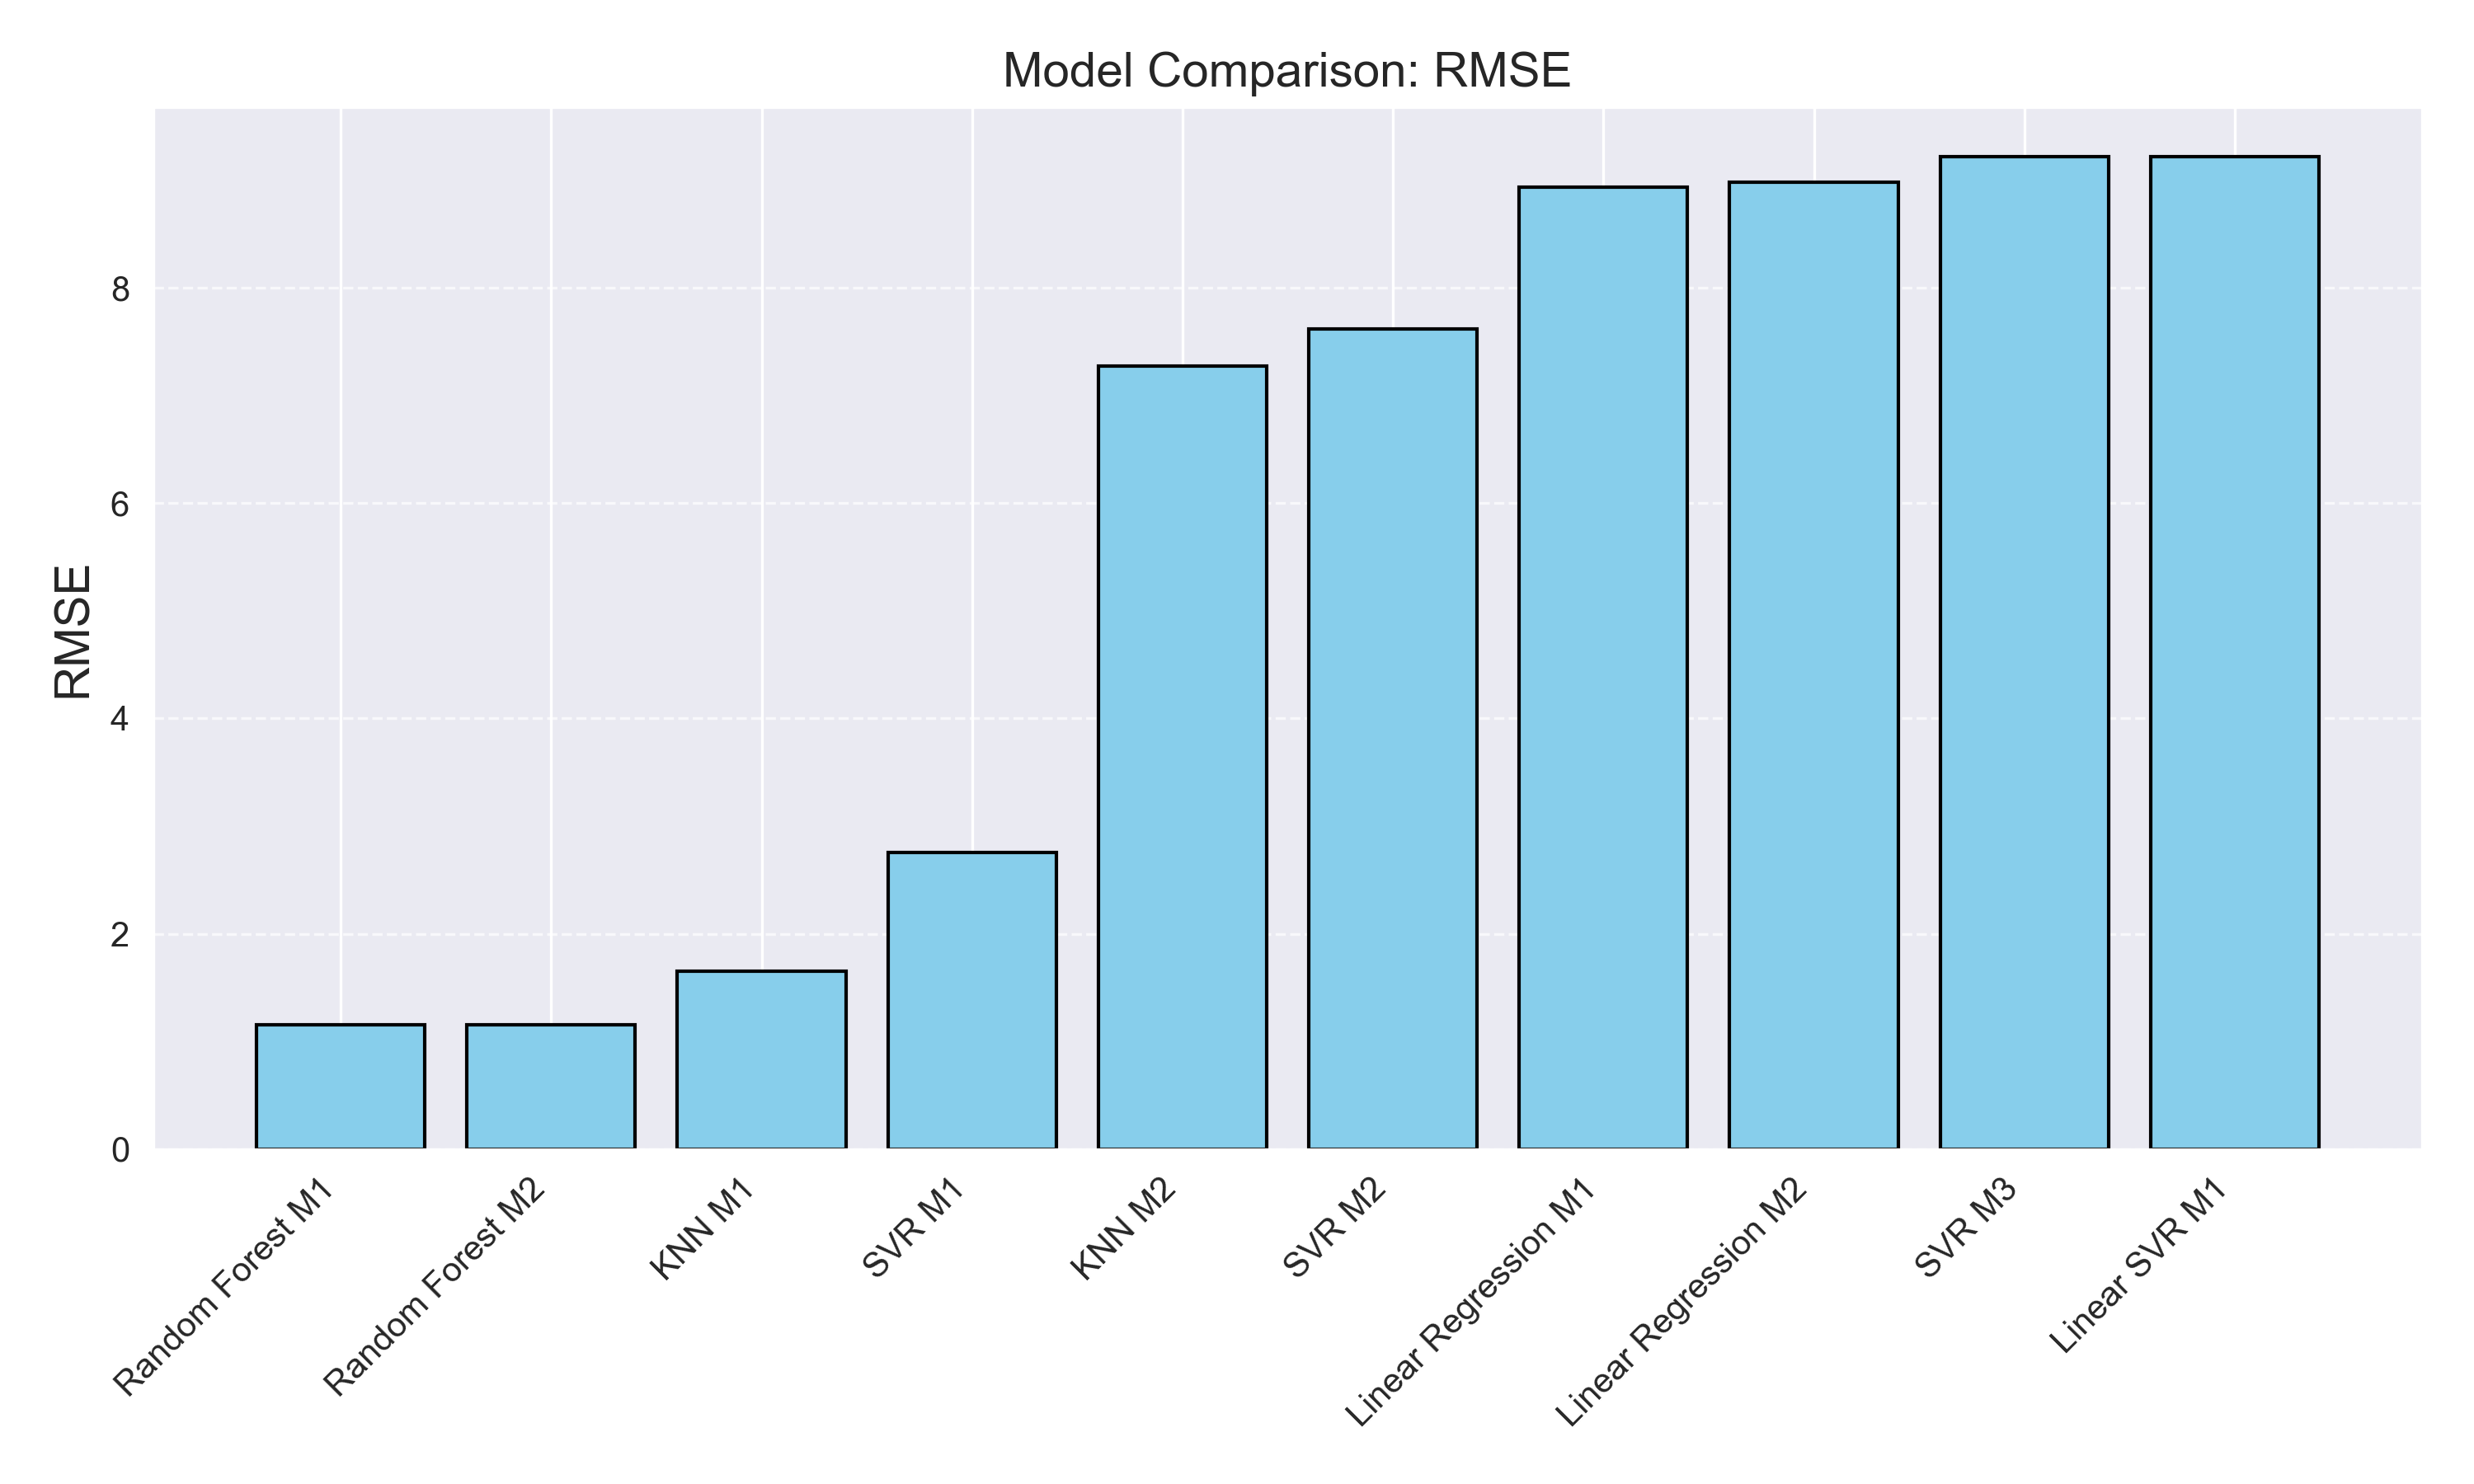 Model Comparison: RMSE
RMSE
8
6
4
2
0
Random Forest M1
Random Forest M2
KNN M1
SVR M1
KNN M2
SVR M2
Linear Regression M1
Linear Regression M2
SVR M3
Linear SVR M1